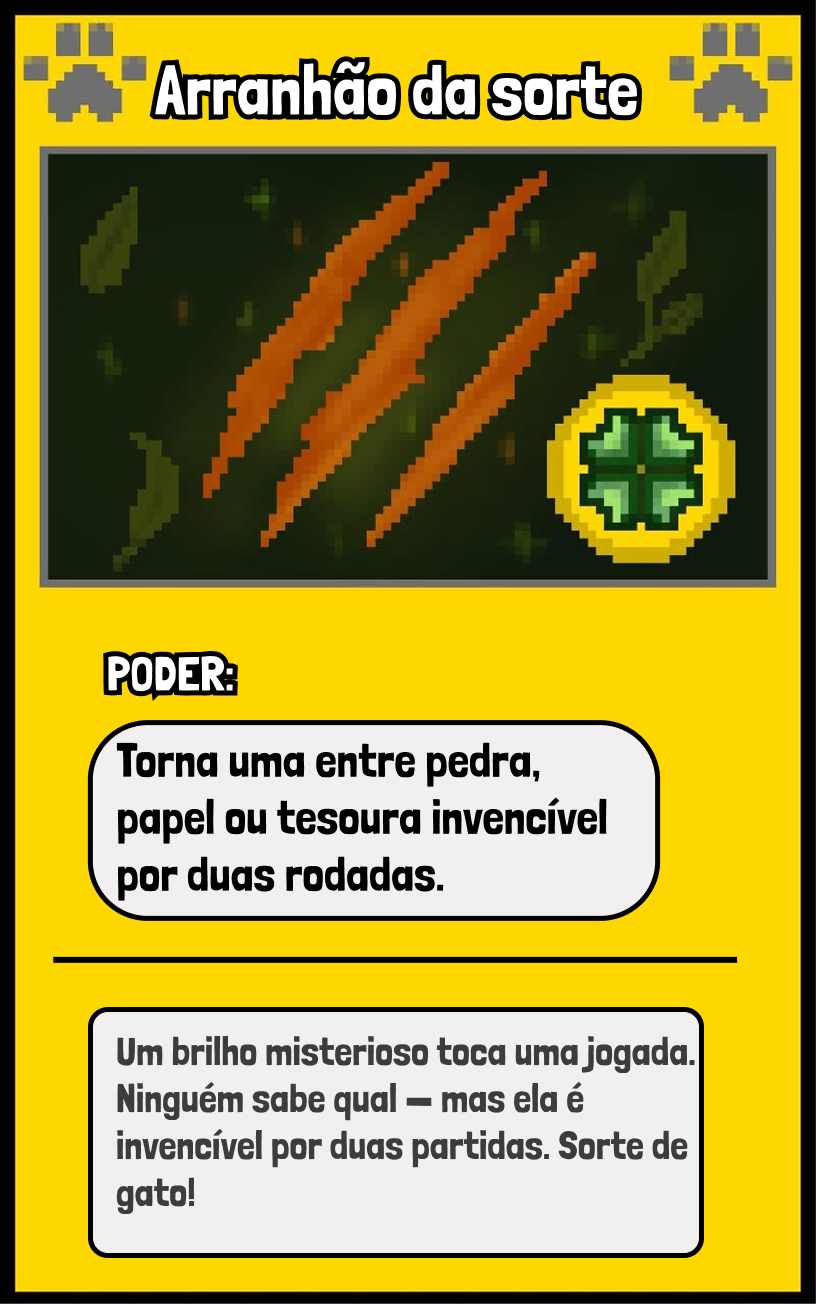 Arranhão da sorte
PODER:
Torna uma entre pedra,
papel ou tesoura invencível
por duas rodadas.
Um brilho misterioso toca uma jogada.
Ninguém sabe qual — mas ela é
invencível por duas partidas. Sorte de
gato!